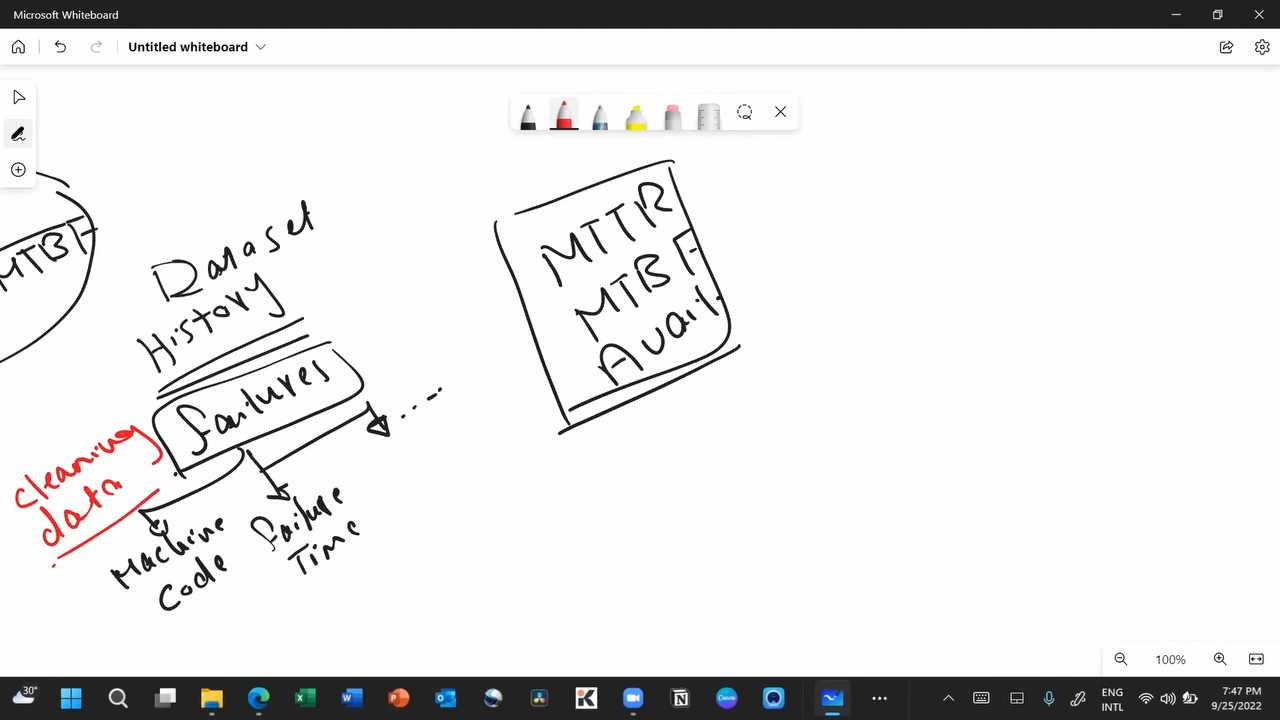 Microsoft Whiteboard
Untitled whiteboard
MTBF
Dataset
History
Failures
cleaning
data
Machine
Code
Failure
Time
MTTR
MTBF
Avail.
100%
30°
ENG
INTL
7:47 PM
9/25/2022